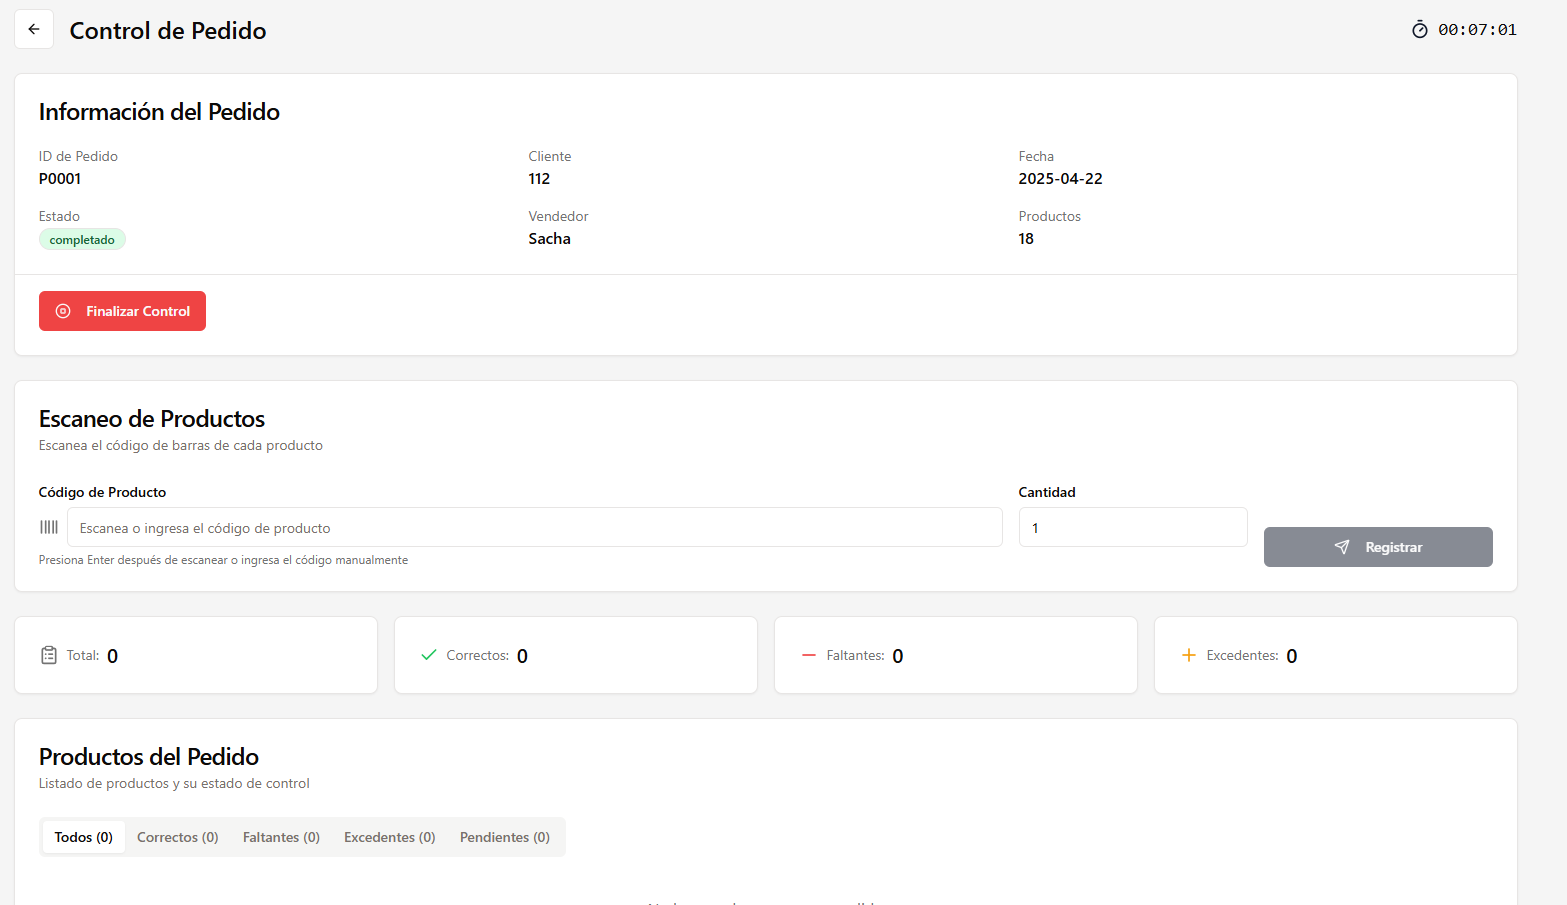 Control de Pedido
00:07:01
Información del Pedido
ID de Pedido
P0001
Cliente
112
Fecha
2025-04-22
Estado
completado
Vendedor
Sacha
Productos
18
Finalizar Control
Escaneo de Productos
Escanea el código de barras de cada producto
Código de Producto
Escanea o ingresa el código de producto
Presiona Enter después de escanear o ingresa el código manualmente
Cantidad
1
Registrar
Total: 0
Correctos: 0
Faltantes: 0
Excedentes: 0
Productos del Pedido
Listado de productos y su estado de control
Todos (0)
Correctos (0)
Faltantes (0)
Excedentes (0)
Pendientes (0)